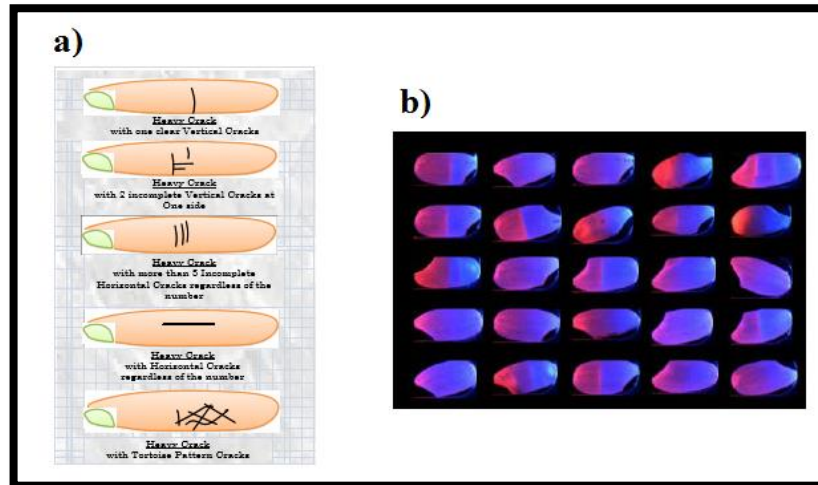 a)
Heavy Crack
with one clear Vertical Cracks
Heavy Crack
with 2 incomplete Vertical Cracks at
One side
Heavy Crack
with more than 5 Incomplete
Horizontal Cracks regardless of the
number
Heavy Crack
with Horizontal Cracks
regardless of the number
Heavy Crack
with Tortoise Pattern Cracks
b)